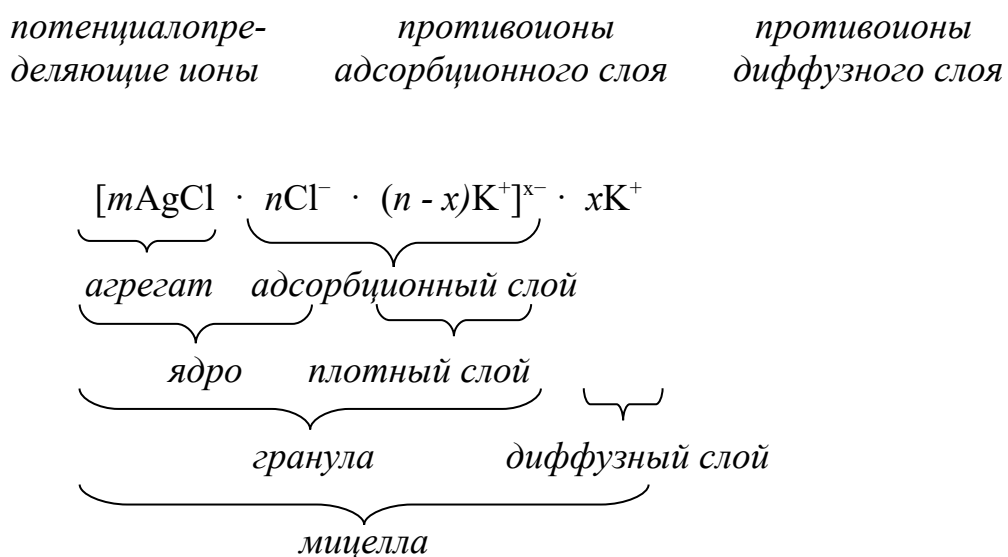 потенциалопре- противоионы противоионы
деляющие ионы адсорбционного слоя диффузного слоя
[mAgCl · nCl⁻ · (n - x)K⁺]ˣ⁻ · xK⁺
агрегат адсорбционный слой
ядро плотный слой
гранула диффузный слой
мицелла